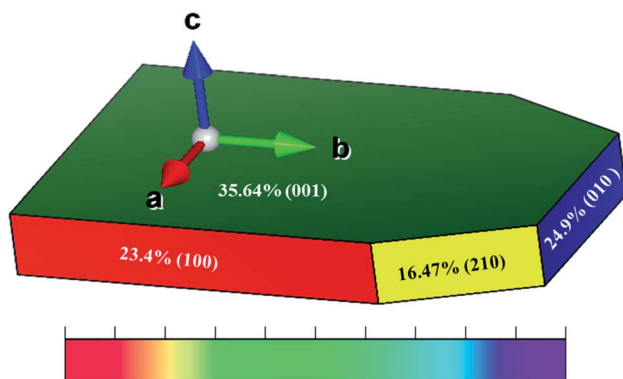 c
b
a
35.64% (001)
23.4% (100)
16.47% (210)
24.9% (010)